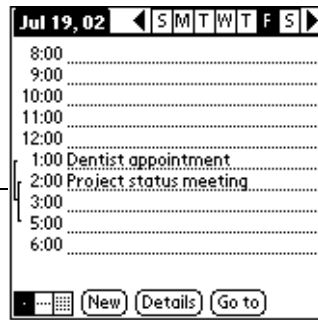 Jul 19, 02 S M T W T F S
8:00
9:00
10:00
11:00
12:00
1:00 Dentist appointment
2:00 Project status meeting
3:00
5:00
6:00
New Details Go to